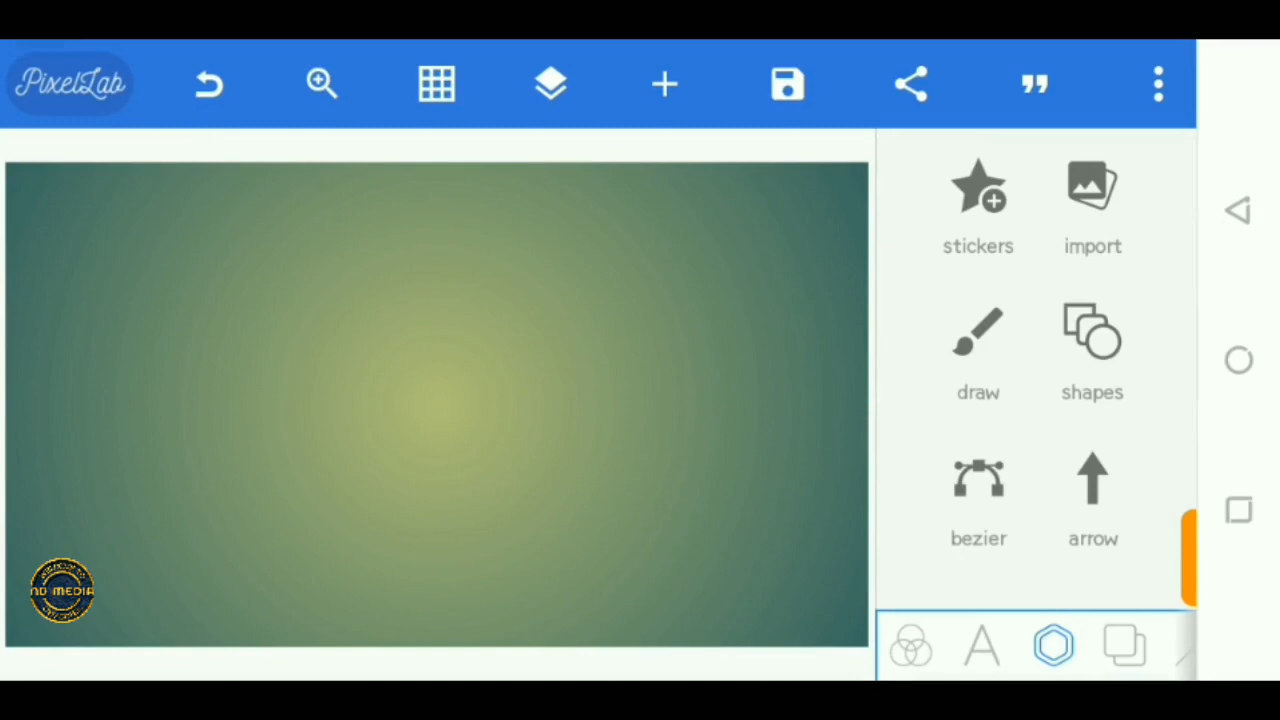 PixelLab
stickers
import
draw
shapes
bezier
arrow
ND MEDIA